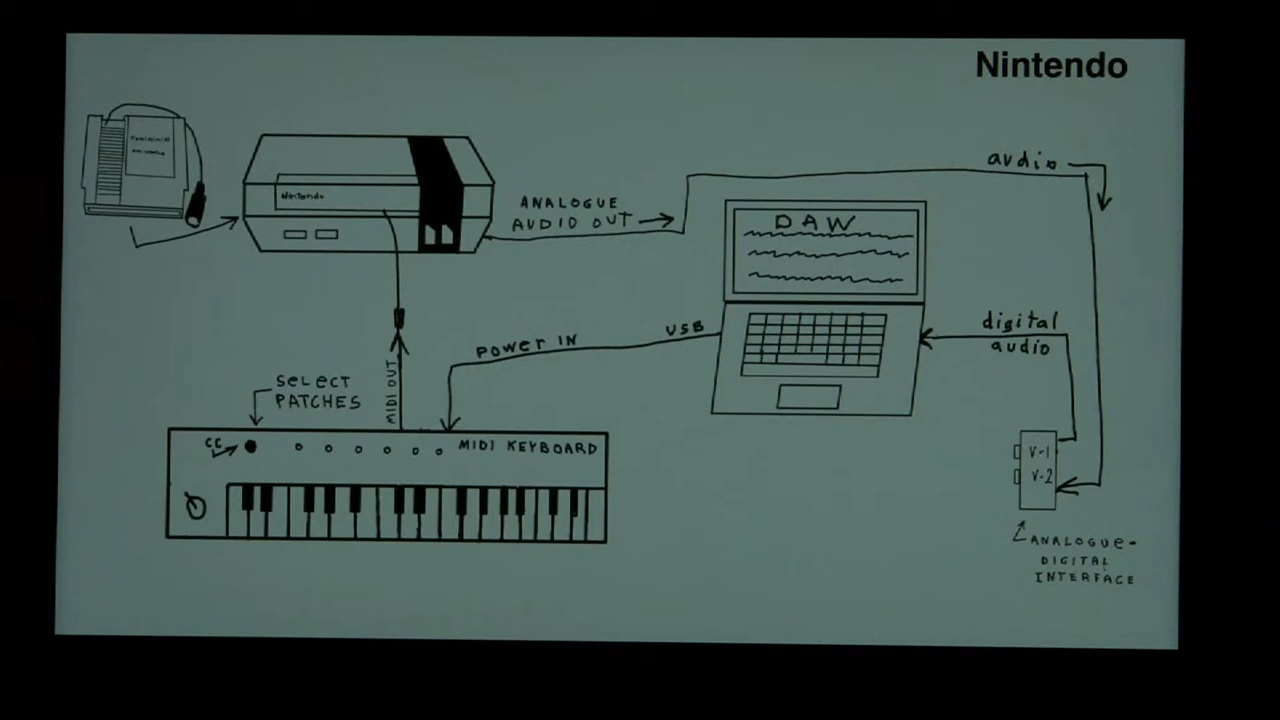 Nintendo
audio
Nintendo
ANALOGUE
AUDIO OUT
DAW
digital
audio
USB
POWER IN
SELECT
PATCHES
MIDI OUT
CC
MIDI KEYBOARD
V-1
V-2
ANALOGUE-
DIGITAL
INTERFACE